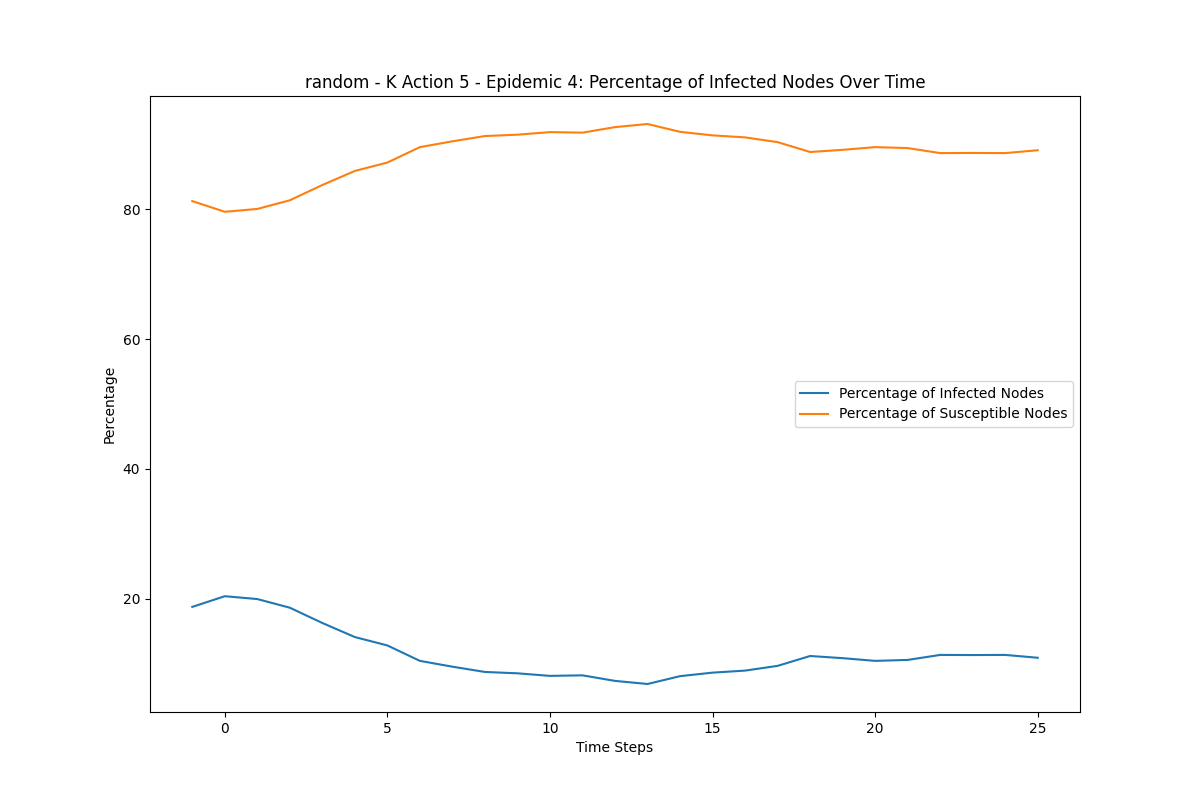 random - K Action 5 - Epidemic 4: Percentage of Infected Nodes Over Time
Percentage
80
60
40
20
Percentage of Infected Nodes
Percentage of Susceptible Nodes
0 5 10 15 20 25
Time Steps